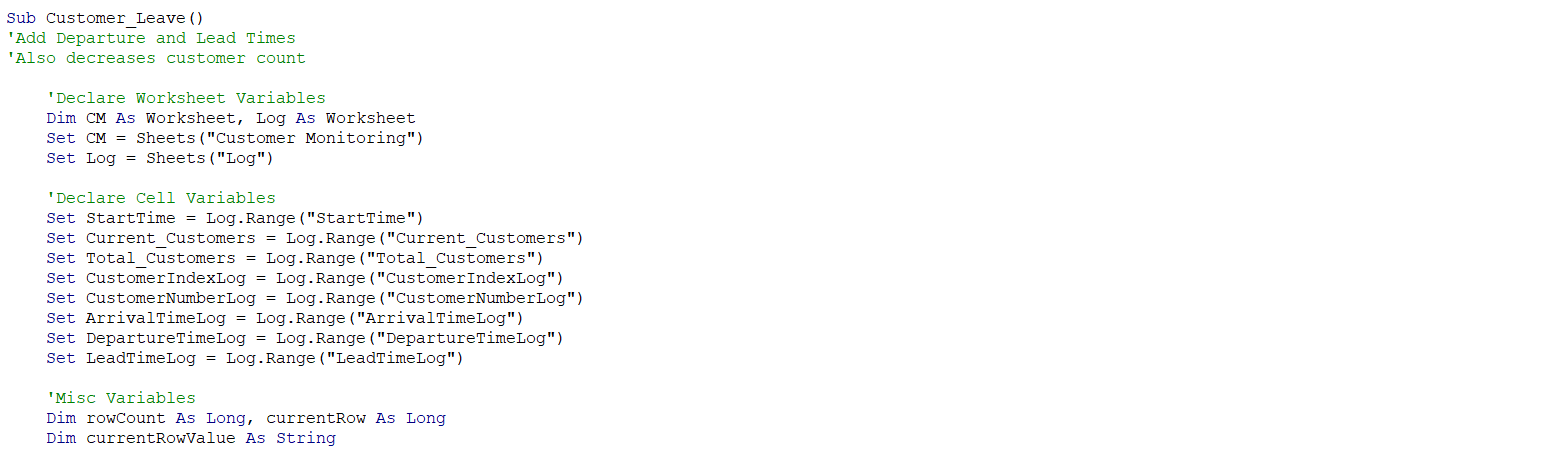 Sub Customer_Leave()
'Add Departure and Lead Times
'Also decreases customer count
'Declare Worksheet Variables
Dim CM As Worksheet, Log As Worksheet
Set CM = Sheets("Customer Monitoring")
Set Log = Sheets("Log")
'Declare Cell Variables
Set StartTime = Log.Range("StartTime")
Set Current_Customers = Log.Range("Current_Customers")
Set Total_Customers = Log.Range("Total_Customers")
Set CustomerIndexLog = Log.Range("CustomerIndexLog")
Set CustomerNumberLog = Log.Range("CustomerNumberLog")
Set ArrivalTimeLog = Log.Range("ArrivalTimeLog")
Set DepartureTimeLog = Log.Range("DepartureTimeLog")
Set LeadTimeLog = Log.Range("LeadTimeLog")
'Misc Variables
Dim rowCount As Long, currentRow As Long
Dim currentRowValue As String